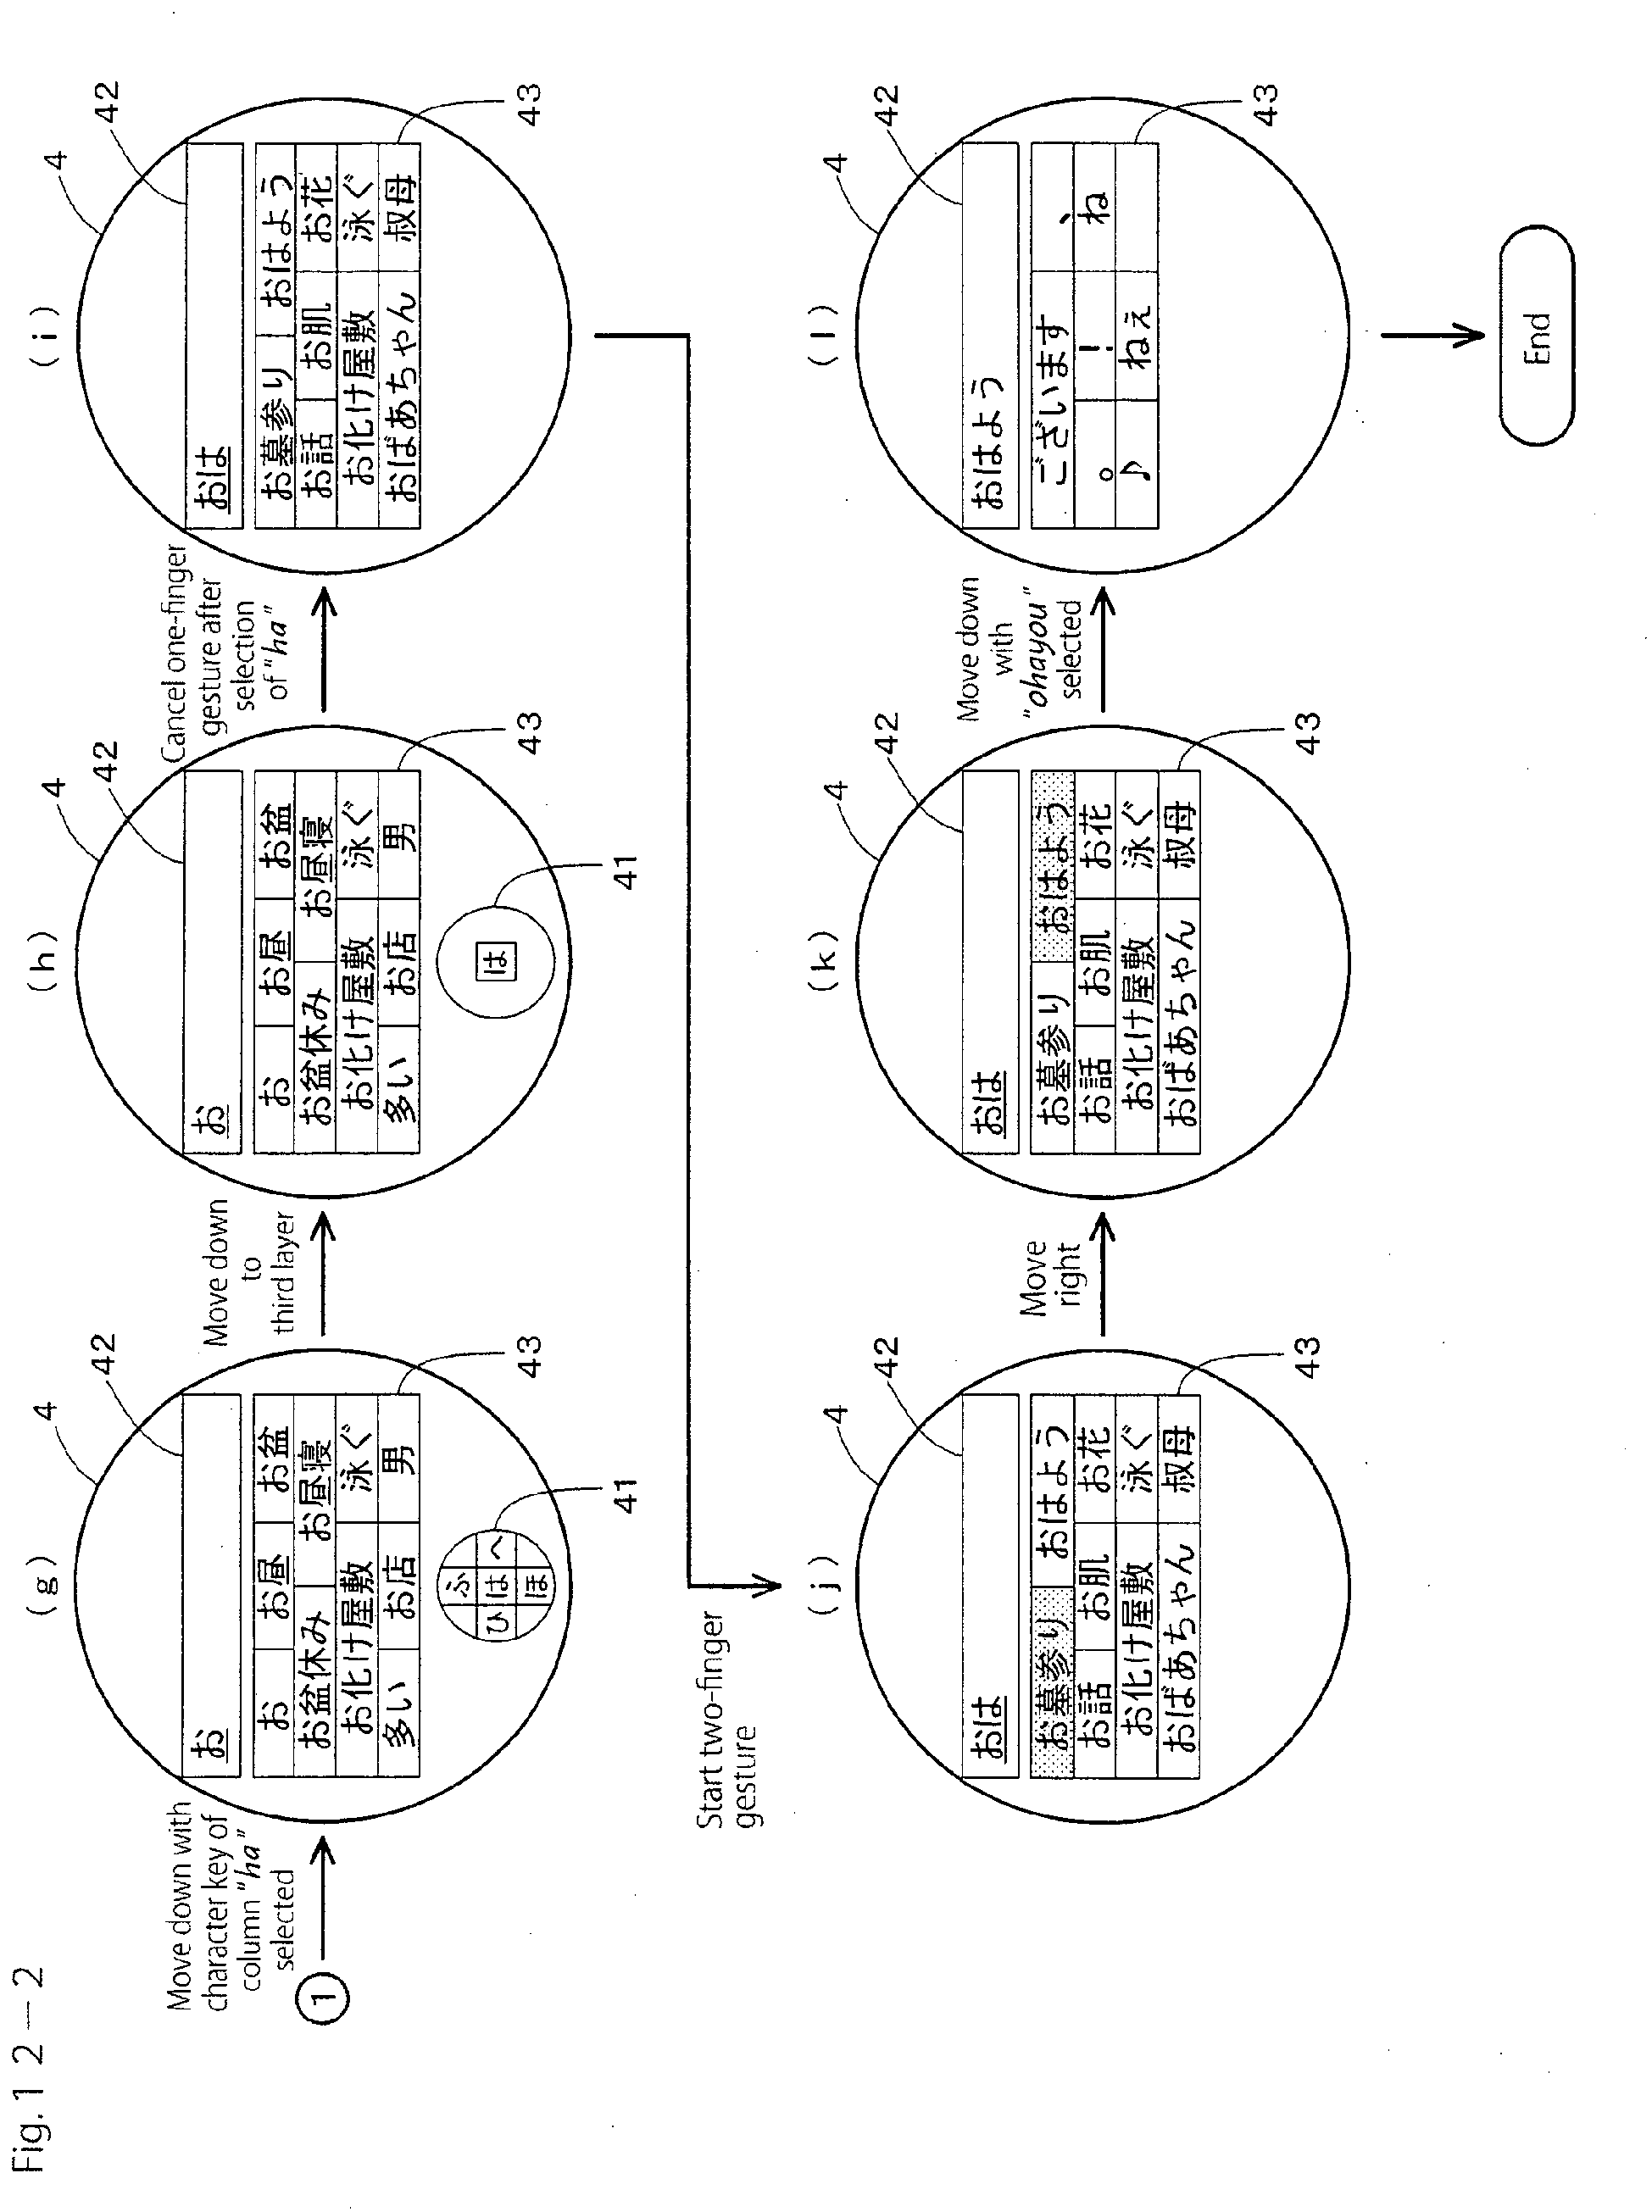 Fig. 12-2
(g)
4
42
お
お お昼 お盆
お盆休み お昼寝
お化け屋敷 泳ぐ
多い お店 男
43
ふ
ひ は へ
ほ
41
①
Move down with
character key of
column "ha"
selected
(h)
4
42
お
お お昼 お盆
お盆休み お昼寝
お化け屋敷 泳ぐ
多い お店 男
43
は
41
Move down
to
third layer
(i)
4
42
おは
お墓参り おはよう
お話 お肌 お花
お化け屋敷 泳ぐ
おばあちゃん 叔母
43
Cancel one-finger
gesture after
selection
of "ha"
Start two-finger
gesture
(j)
4
42
おは
お墓参り おはよう
お話 お肌 お花
お化け屋敷 泳ぐ
おばあちゃん 叔母
43
Move
right
(k)
4
42
おは
お墓参り おはよう
お話 お肌 お花
お化け屋敷 泳ぐ
おばあちゃん 叔母
43
Move down
with
"ohayou"
selected
(l)
4
42
おはよう
ございます 、
。 ! ね
♪ ねぇ
43
End